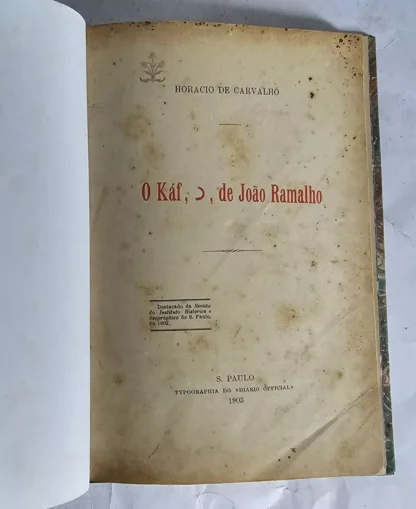 HORACIO DE CARVALHO
O Káf, כ, de João Ramalho
Destacado da Revista
do Instituto Historico e
Geographico de S. Paulo,
de 1902.
S. PAULO
TYPOGRAPHIA DO «DIARIO OFFICIAL»
1903